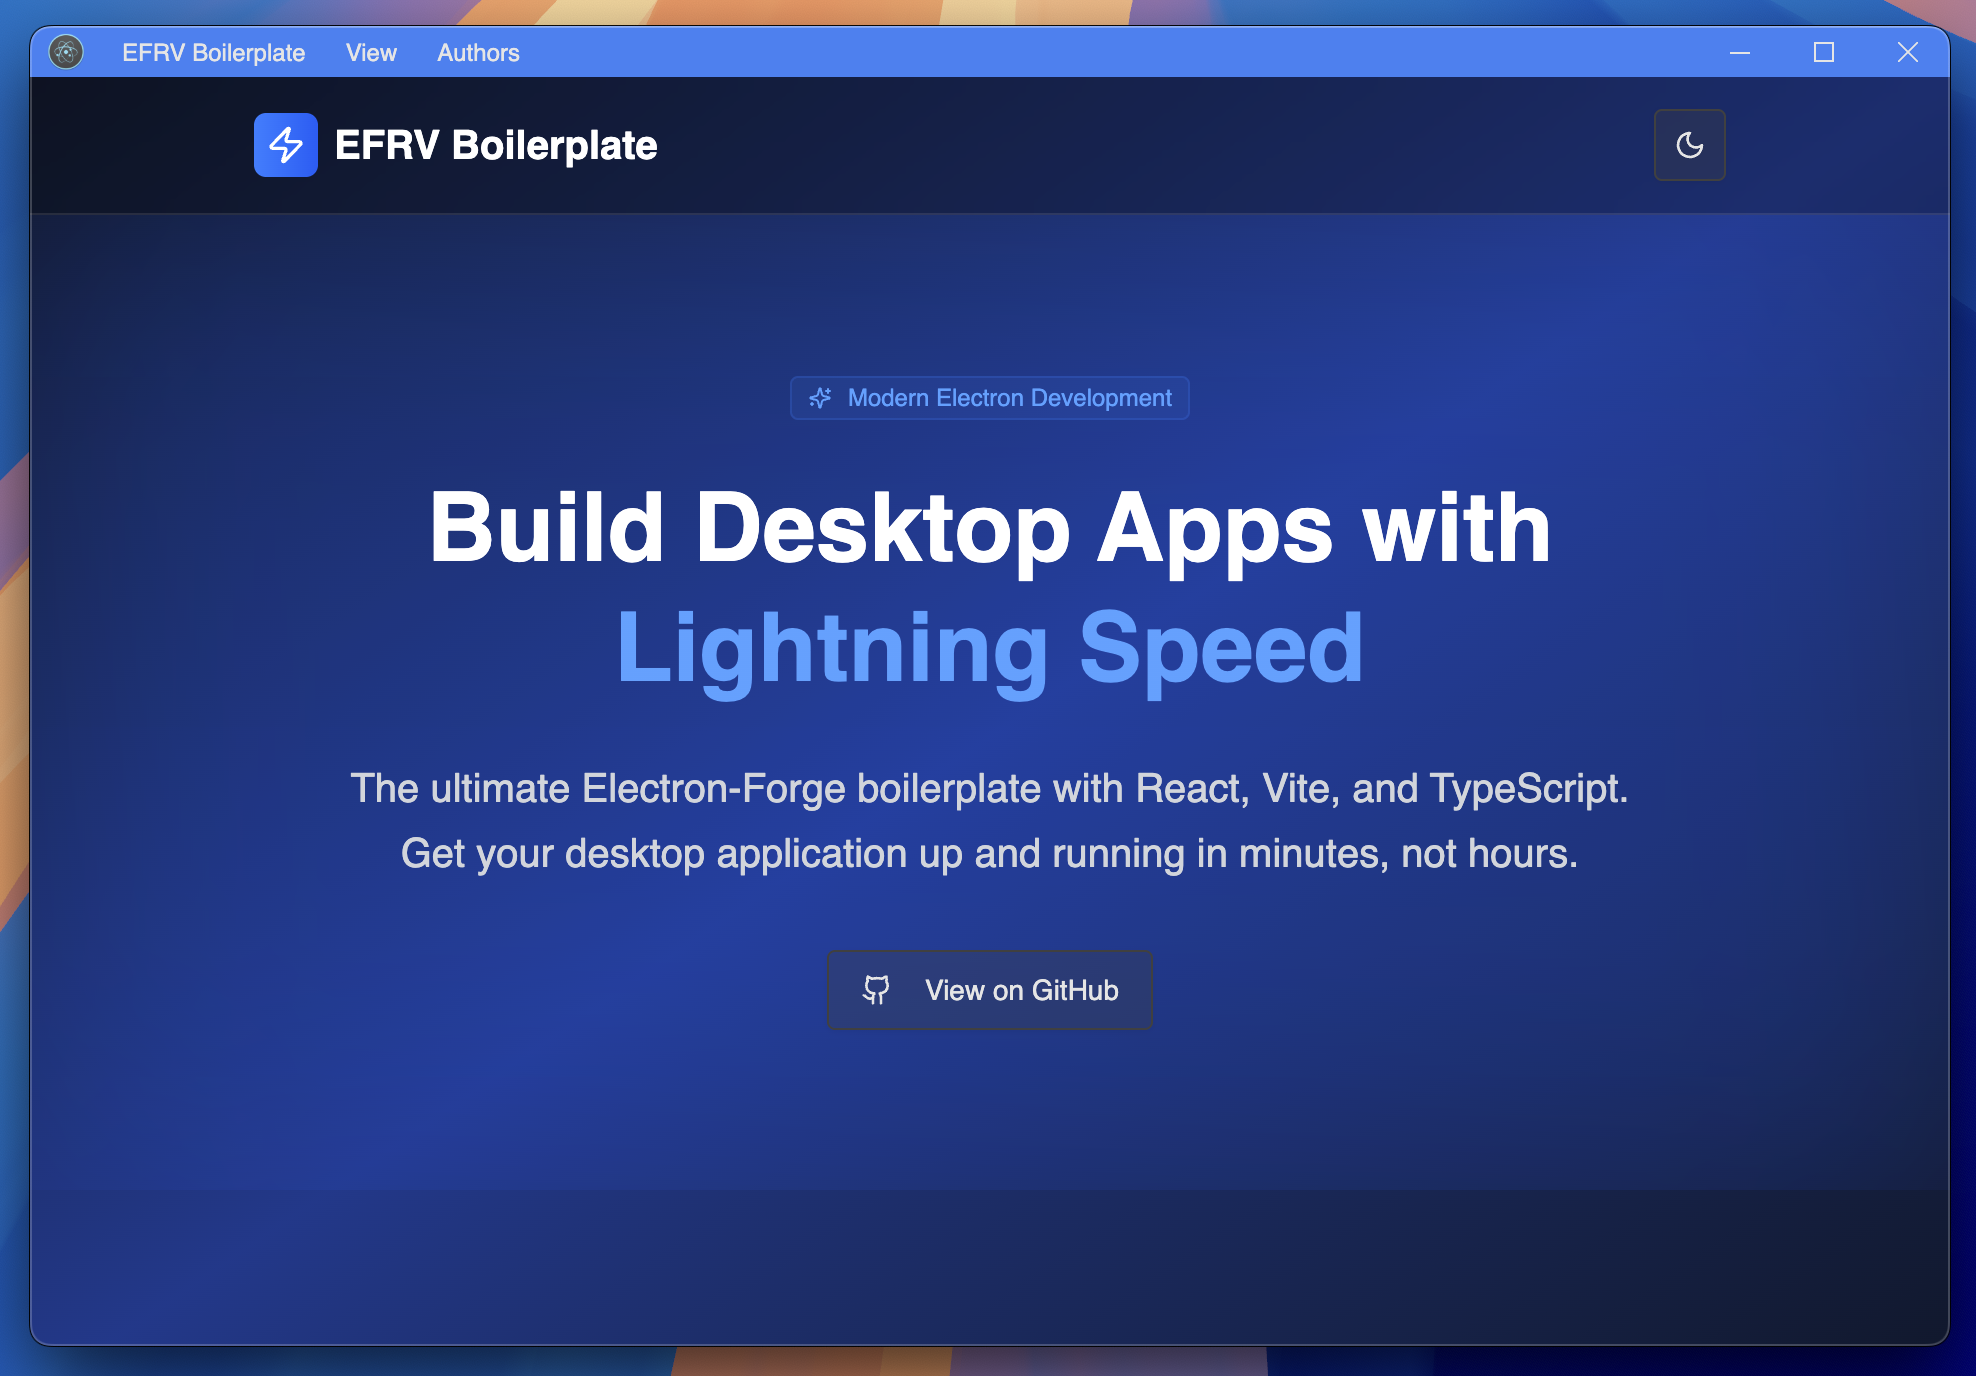 EFRV Boilerplate View Authors
EFRV Boilerplate
Modern Electron Development
Build Desktop Apps with
Lightning Speed
The ultimate Electron-Forge boilerplate with React, Vite, and TypeScript.
Get your desktop application up and running in minutes, not hours.
View on GitHub